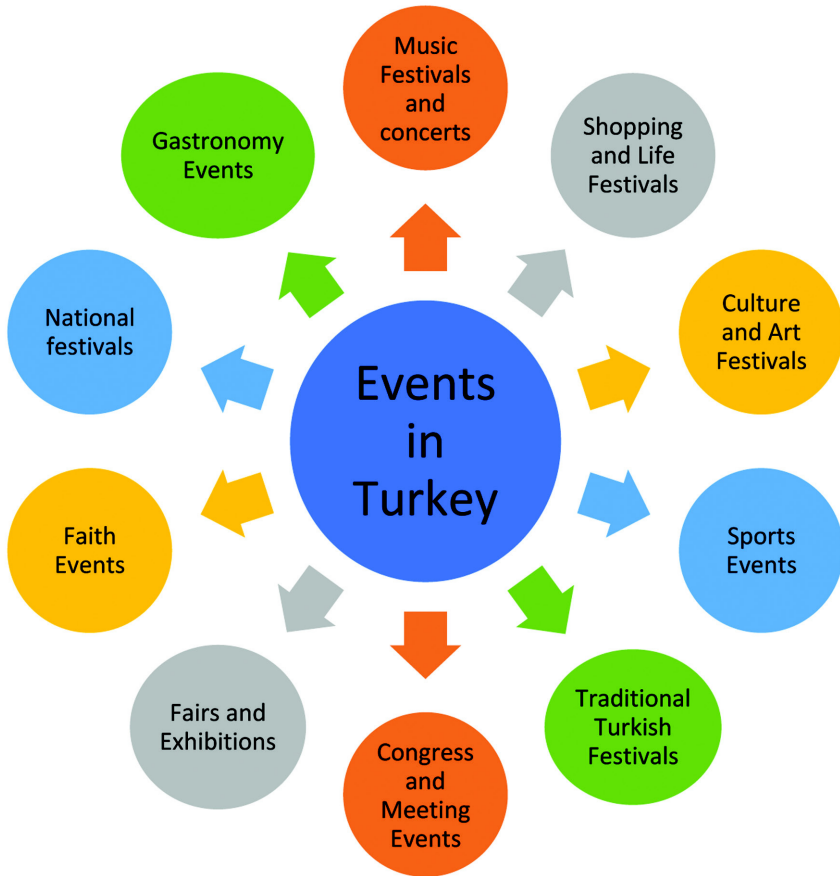 Music
Festivals
and
concerts
Shopping
and Life
Festivals
Culture
and Art
Festivals
Sports
Events
Traditional
Turkish
Festivals
Congress
and
Meeting
Events
Fairs and
Exhibitions
Faith
Events
National
festivals
Gastronomy
Events
Events
in
Turkey